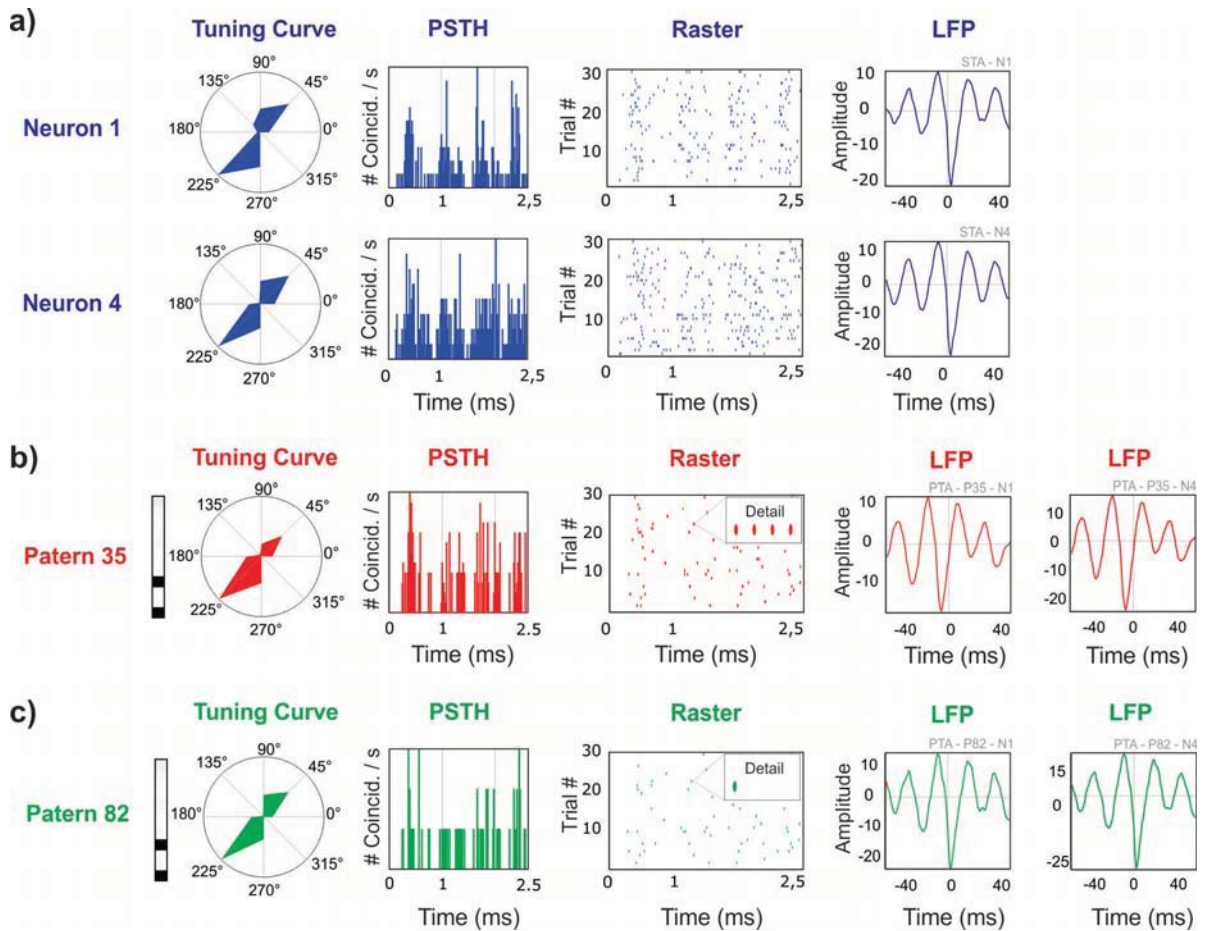 a)
Tuning Curve PSTH Raster LFP
Neuron 1
90°
135° 45°
180° 0°
225° 315°
270°
# Coincid. / s
0 1 2,5
Trial #
30
20
10
0 1 2,5
STA - N1
Amplitude
10
0
-10
-20
-40 0 40
Neuron 4
90°
135° 45°
180° 0°
225° 315°
270°
# Coincid. / s
0 1 2,5
Time (ms)
Trial #
30
20
10
0 1 2,5
Time (ms)
STA - N4
Amplitude
10
0
-10
-20
-40 0 40
Time (ms)
b)
Tuning Curve PSTH Raster LFP LFP
Patern 35
90°
135° 45°
180° 0°
225° 315°
270°
# Coincid. / s
0 1 2.5
Time (ms)
Trial #
30
20
10
Detail
0 1 2,5
Time (ms)
PTA - P35 - N1
Amplitude
10
0
-10
-40 0 40
Time (ms)
PTA - P35 - N4
10
0
-10
-20
-40 0 40
Time (ms)
c)
Tuning Curve PSTH Raster LFP LFP
Patern 82
90°
135° 45°
180° 0°
225° 315°
270°
# Coincid. / s
0 1 2.5
Time (ms)
Trial #
30
20
10
Detail
0 1 2,5
Time (ms)
PTA - P82 - N1
Amplitude
10
0
-10
-20
-40 0 40
Time (ms)
PTA - P82 - N4
15
0
-25
-40 0 40
Time (ms)